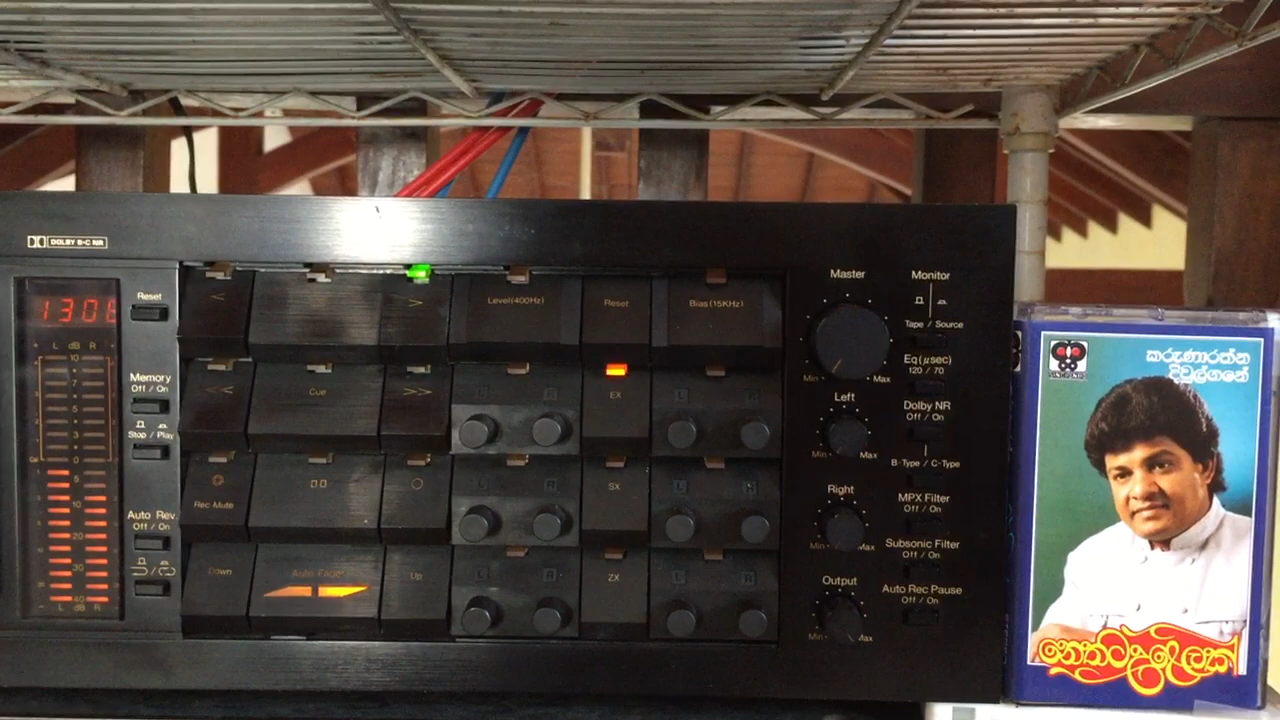 DOLBY B-C NR
130
Reset
+ L dB R
10
7
5
3
1
0
1
3
5
10
20
30
40
- L dB R
Memory
Off / On
Stop / Play
Auto Rev.
Off / On
<
>
Level(400Hz)
Reset
Bias(15KHz)
<<
Cue
>>
L R
EX
L R
Rec Mute
L R
SX
L R
Down
Auto Fader
Up
L R
ZX
L R
Master
Min Max
Left
Min Max
Right
Min Max
Output
Min Max
Monitor
Tape / Source
Eq(μsec)
120 / 70
Dolby NR
Off / On
B-Type / C-Type
MPX Filter
Off / On
Subsonic Filter
Off / On
Auto Rec Pause
Off / On
කරුණාරත්න
දිවුල්ගනේ